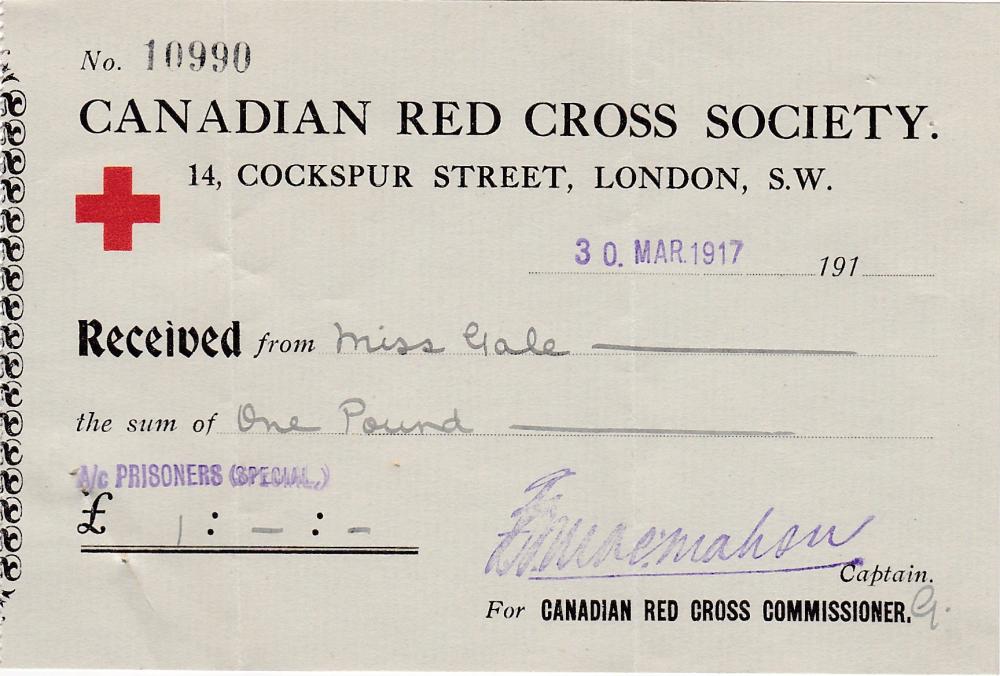 No. 10990
CANADIAN RED CROSS SOCIETY.
14, COCKSPUR STREET, LONDON, S.W.
30. MAR. 1917 191
Received from Miss Gale
the sum of One Pound
A/c PRISONERS (SPECIAL,)
£ 1 : - : -
Captain.
For CANADIAN RED CROSS COMMISSIONER.
G.